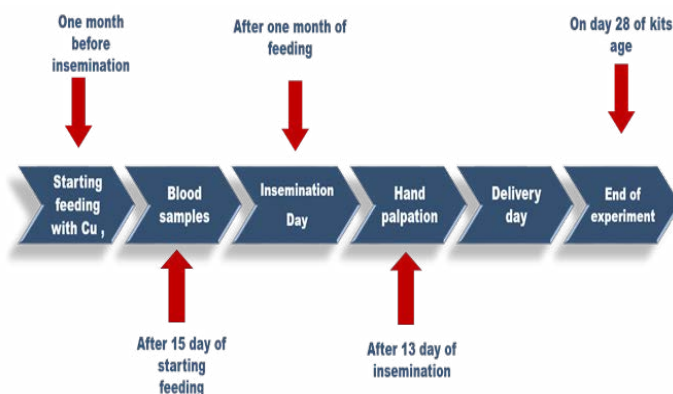 One month
before
insemination
After one month of
feeding
On day 28 of kits
age
Starting
feeding
with Cu ,
Blood
samples
Insemination
Day
Hand
palpation
Delivery
day
End of
experiment
After 15 day of
starting
feeding
After 13 day of
insemination